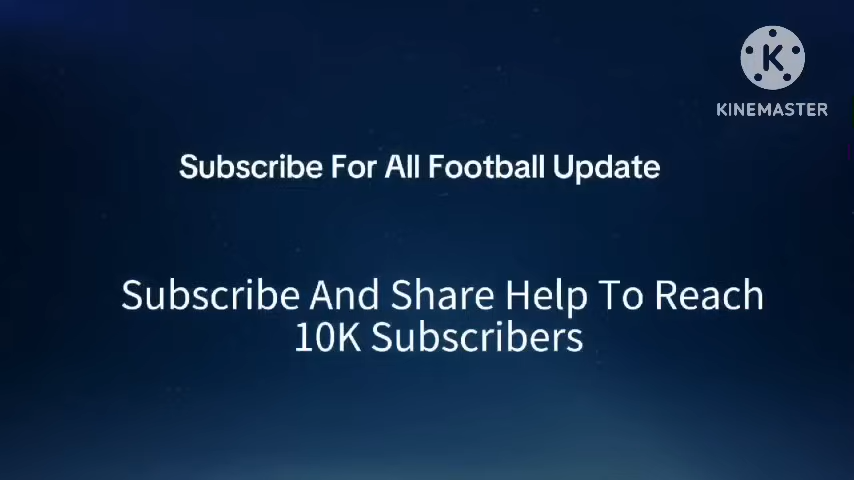 KINEMASTER
Subscribe For All Football Update
Subscribe And Share Help To Reach
10K Subscribers